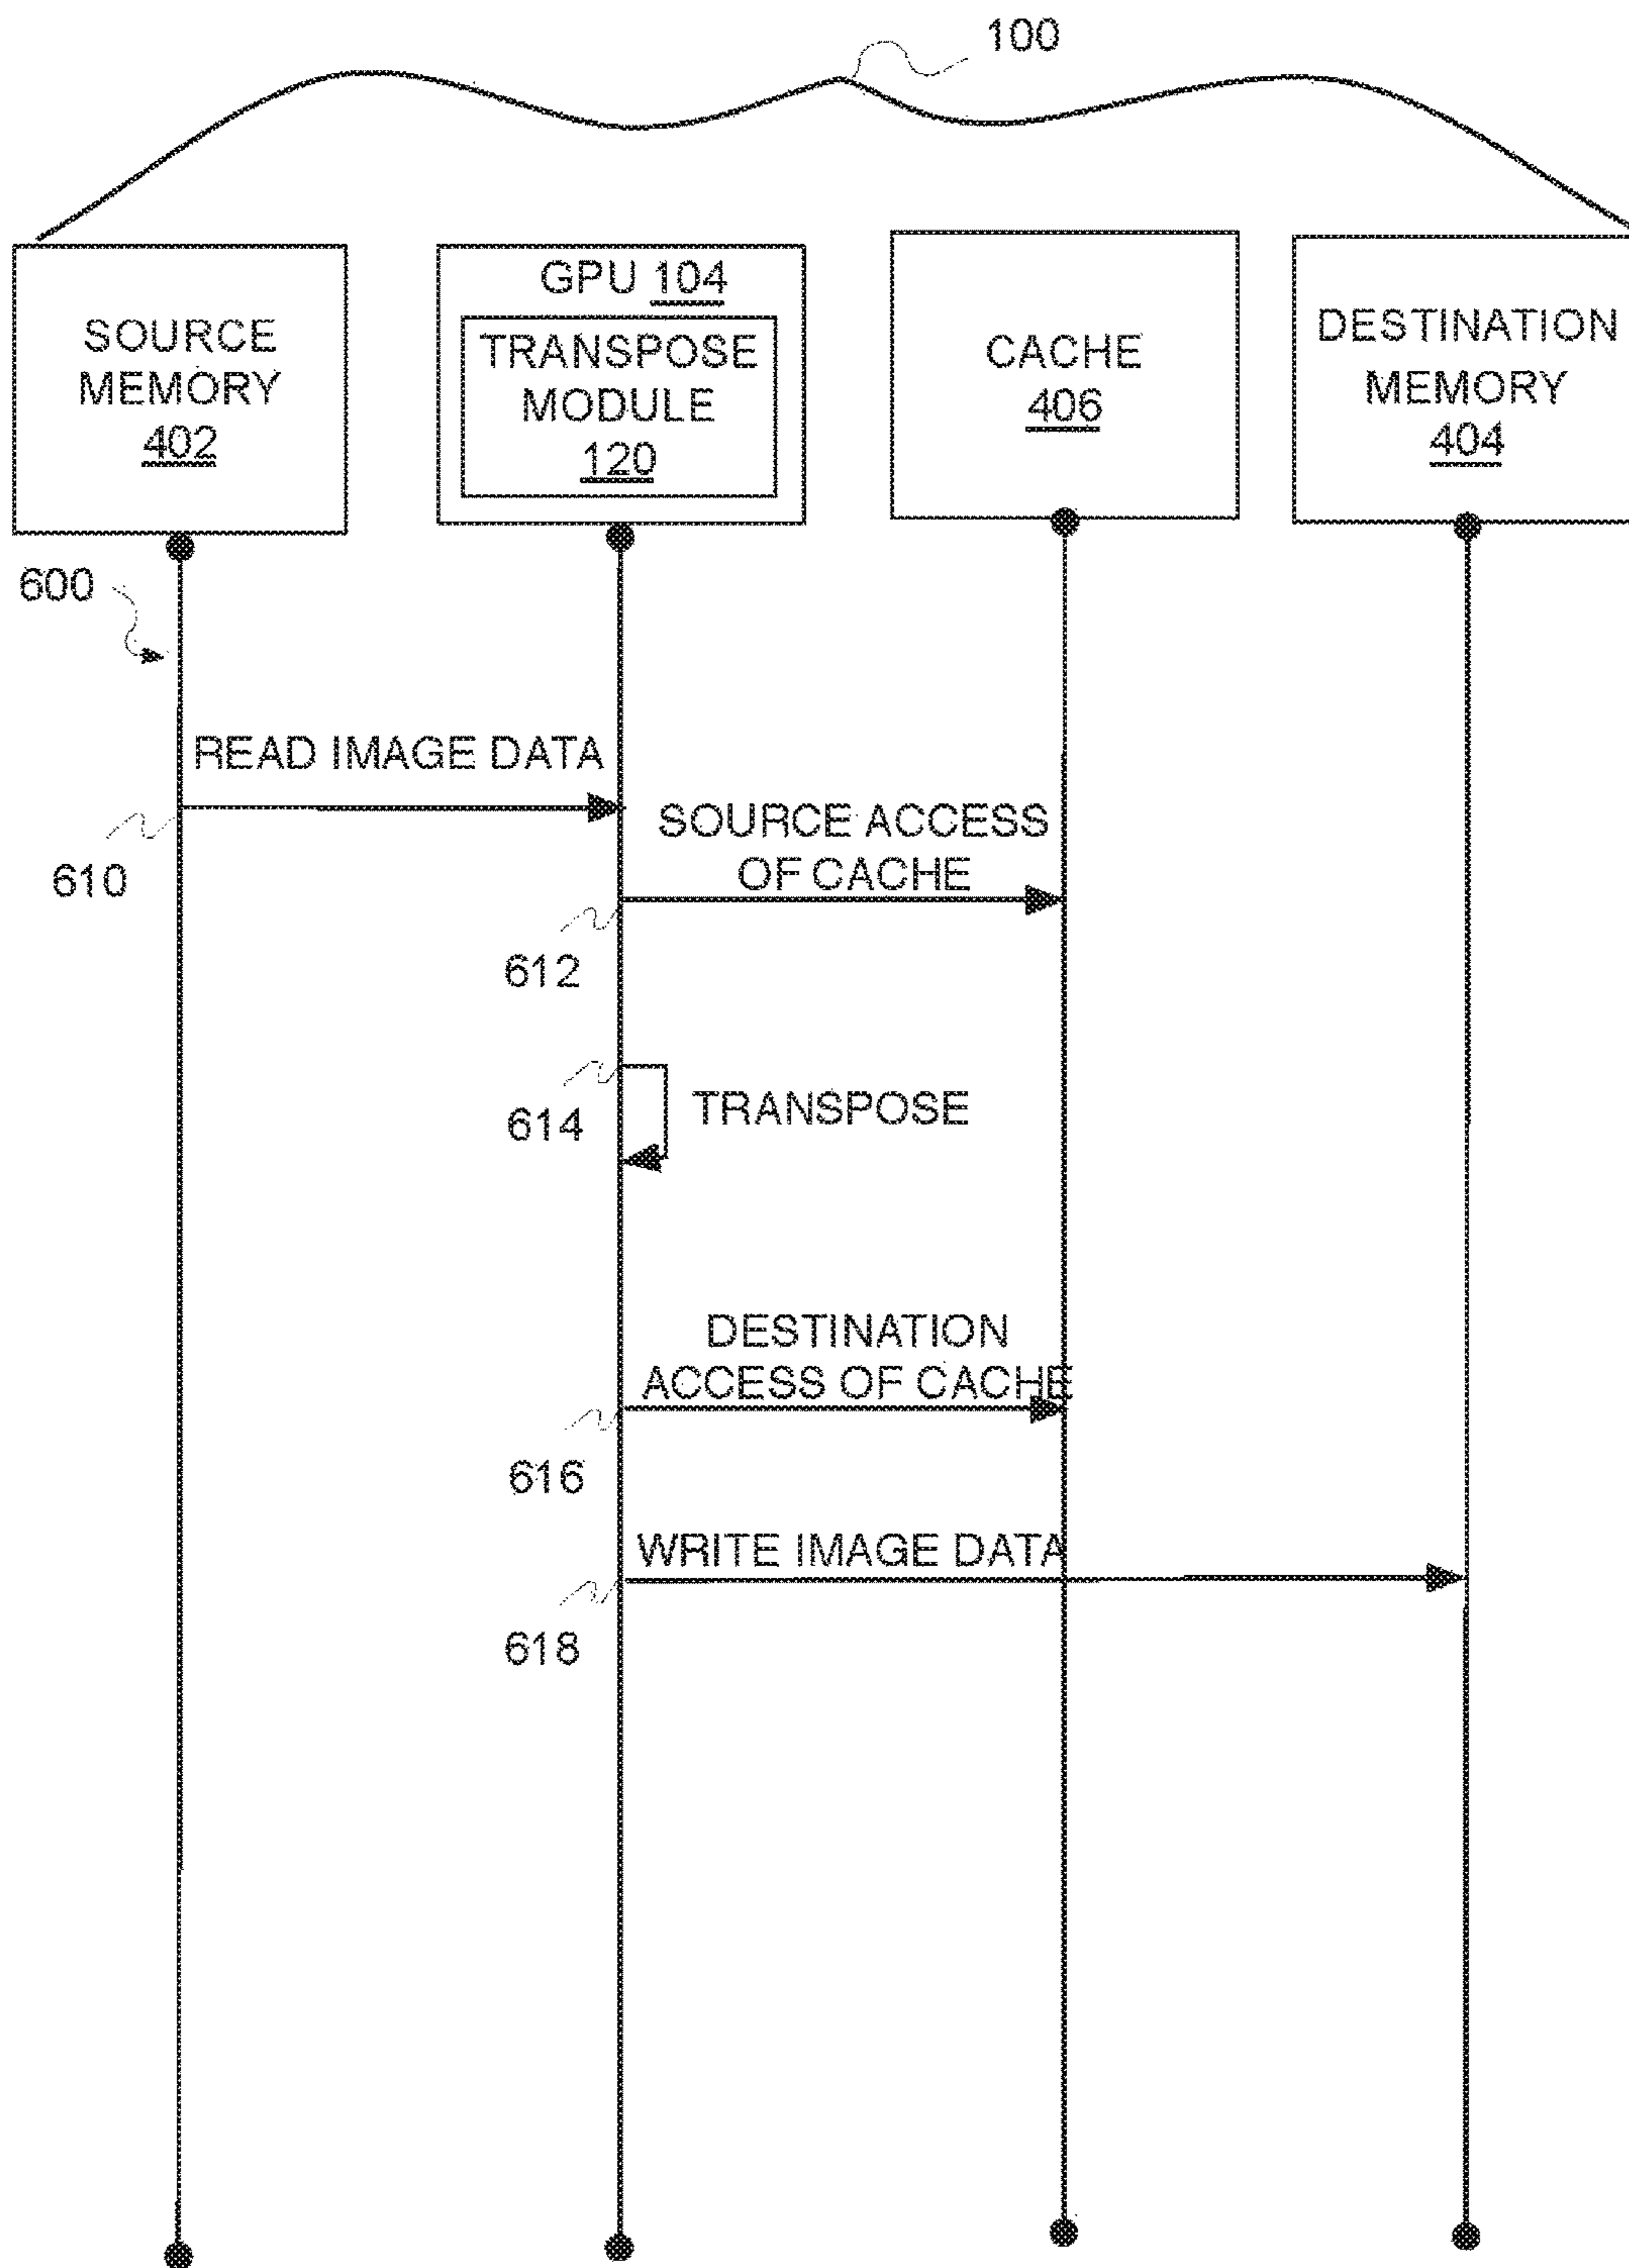 100
SOURCE
MEMORY
402
GPU 104
TRANSPOSE
MODULE
120
CACHE
406
DESTINATION
MEMORY
404
600
READ IMAGE DATA
610
SOURCE ACCESS
OF CACHE
612
614
TRANSPOSE
DESTINATION
ACCESS OF CACHE
616
WRITE IMAGE DATA
618